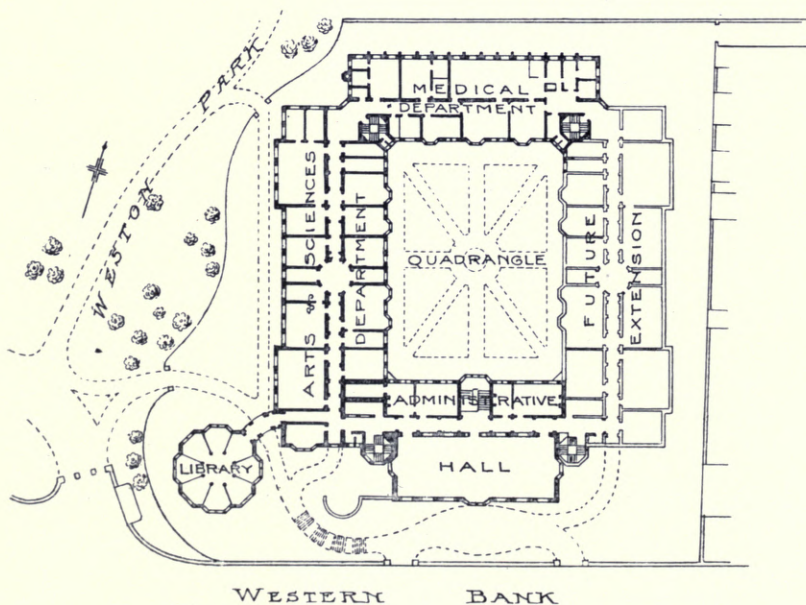 WESTON PARK
MEDICAL
DEPARTMENT
ARTS & SCIENCES
DEPARTMENT
QUADRANGLE
FUTURE
EXTENSION
ADMINISTRATIVE
LIBRARY
HALL
WESTERN BANK